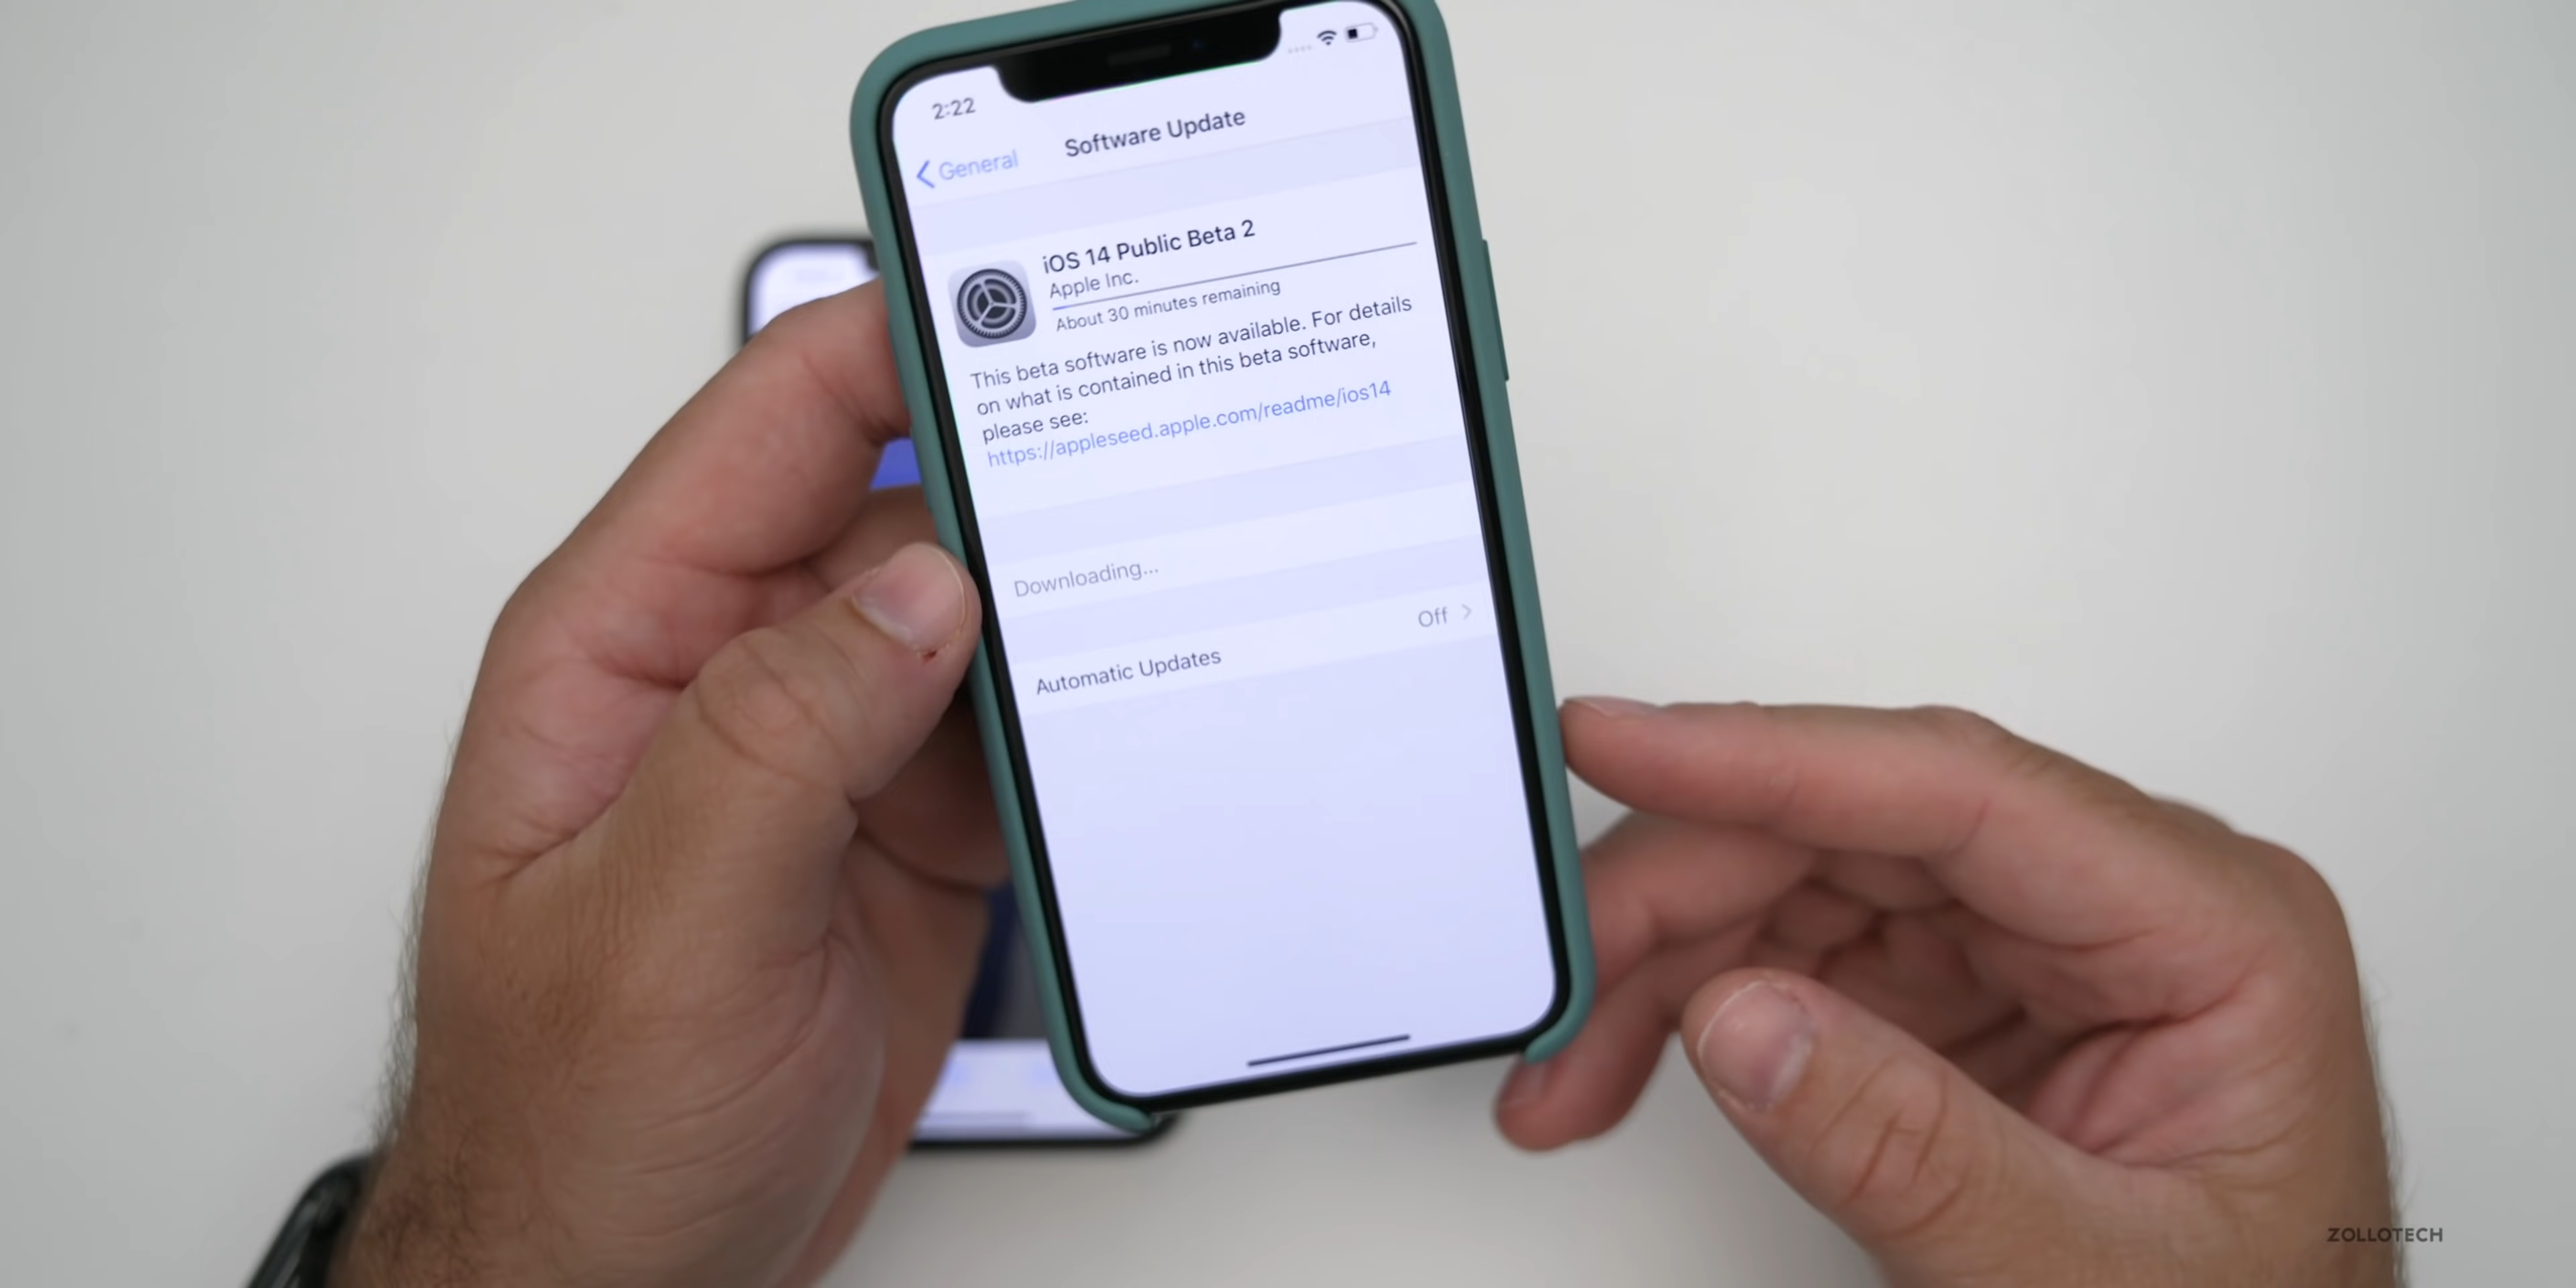 2:22
General
Software Update
iOS 14 Public Beta 2
Apple Inc.
About 30 minutes remaining
This beta software is now available. For details
on what is contained in this beta software,
please see:
https://appleseed.apple.com/readme/ios14
Downloading...
Automatic Updates
Off
ZOLLOTECH